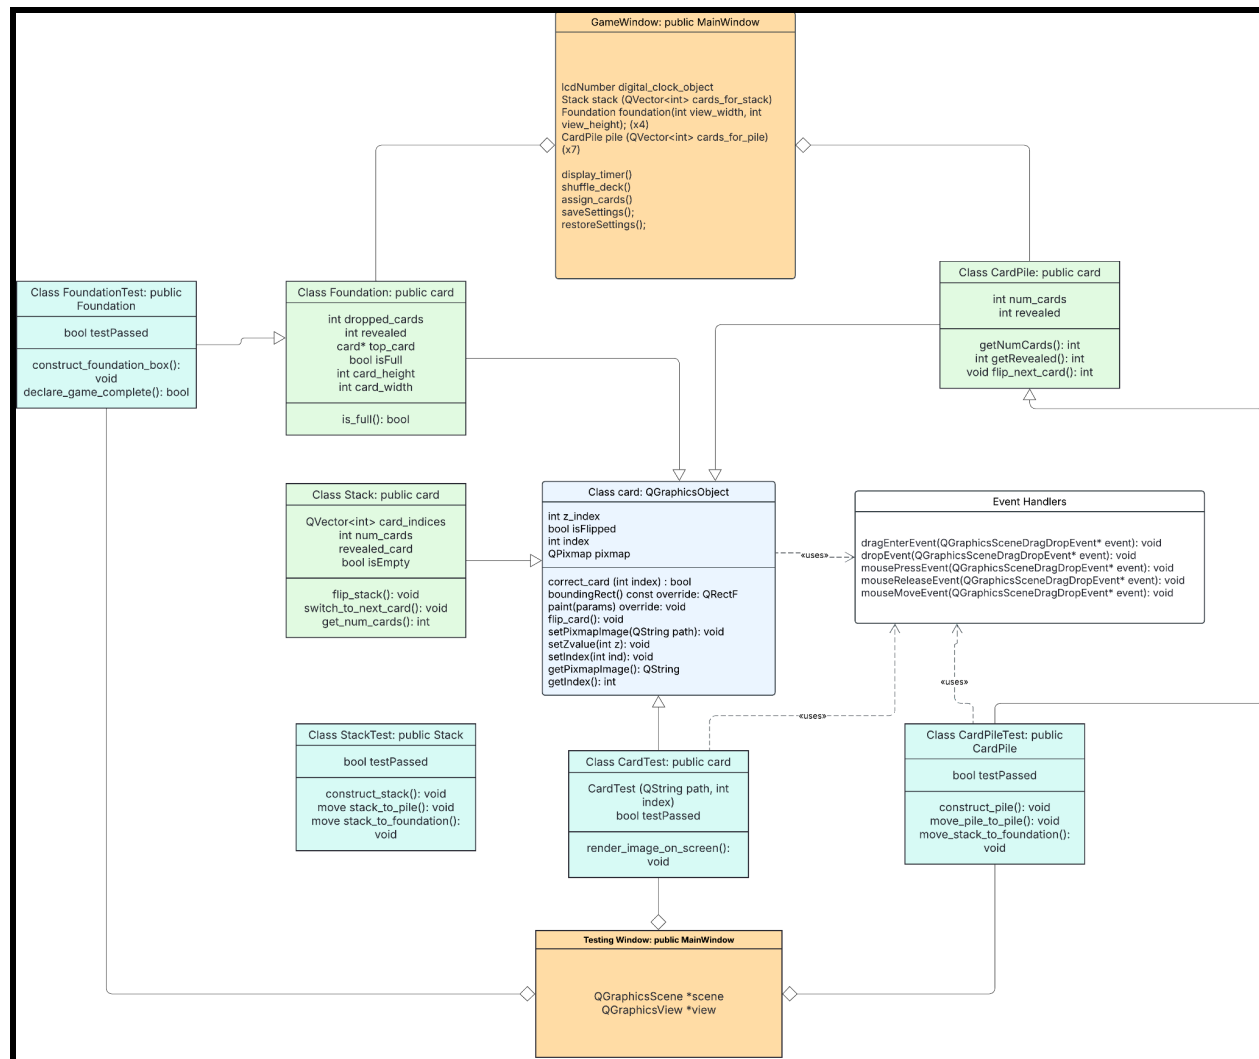 GameWindow: public MainWindow
lcdNumber digital_clock_object
Stack stack (QVector<int> cards_for_stack)
Foundation foundation(int view_width, int
view_height); (x4)
CardPile pile (QVector<int> cards_for_pile)
(x7)
display_timer()
shuffle_deck()
assign_cards()
saveSettings();
restoreSettings();
Class FoundationTest: public
Foundation
bool testPassed
construct_foundation_box():
void
declare_game_complete(): bool
Class Foundation: public card
int dropped_cards
int revealed
card* top_card
bool isFull
int card_height
int card_width
is_full(): bool
Class CardPile: public card
int num_cards
int revealed
getNumCards(): int
int getRevealed(): int
void flip_next_card(): int
Class Stack: public card
QVector<int> card_indices
int num_cards
revealed_card
bool isEmpty
flip_stack(): void
switch_to_next_card(): void
get_num_cards(): int
Class card: QGraphicsObject
int z_index
bool isFlipped
int index
QPixmap pixmap
correct_card (int index) : bool
boundingRect() const override: QRectF
paint(params) override: void
flip_card(): void
setPixmapImage(QString path): void
setZvalue(int z): void
setIndex(int ind): void
getPixmapImage(): QString
getIndex(): int
«uses»
Event Handlers
dragEnterEvent(QGraphicsSceneDragDropEvent* event): void
dropEvent(QGraphicsSceneDragDropEvent* event): void
mousePressEvent(QGraphicsSceneDragDropEvent* event): void
mouseReleaseEvent(QGraphicsSceneDragDropEvent* event): void
mouseMoveEvent(QGraphicsSceneDragDropEvent* event): void
«uses»
«uses»
Class StackTest: public Stack
bool testPassed
construct_stack(): void
move stack_to_pile(): void
move stack_to_foundation():
void
Class CardTest: public card
CardTest (QString path, int
index)
bool testPassed
render_image_on_screen():
void
Class CardPileTest: public
CardPile
bool testPassed
construct_pile(): void
move_pile_to_pile(): void
move_stack_to_foundation():
void
Testing Window: public MainWindow
QGraphicsScene *scene
QGraphicsView *view